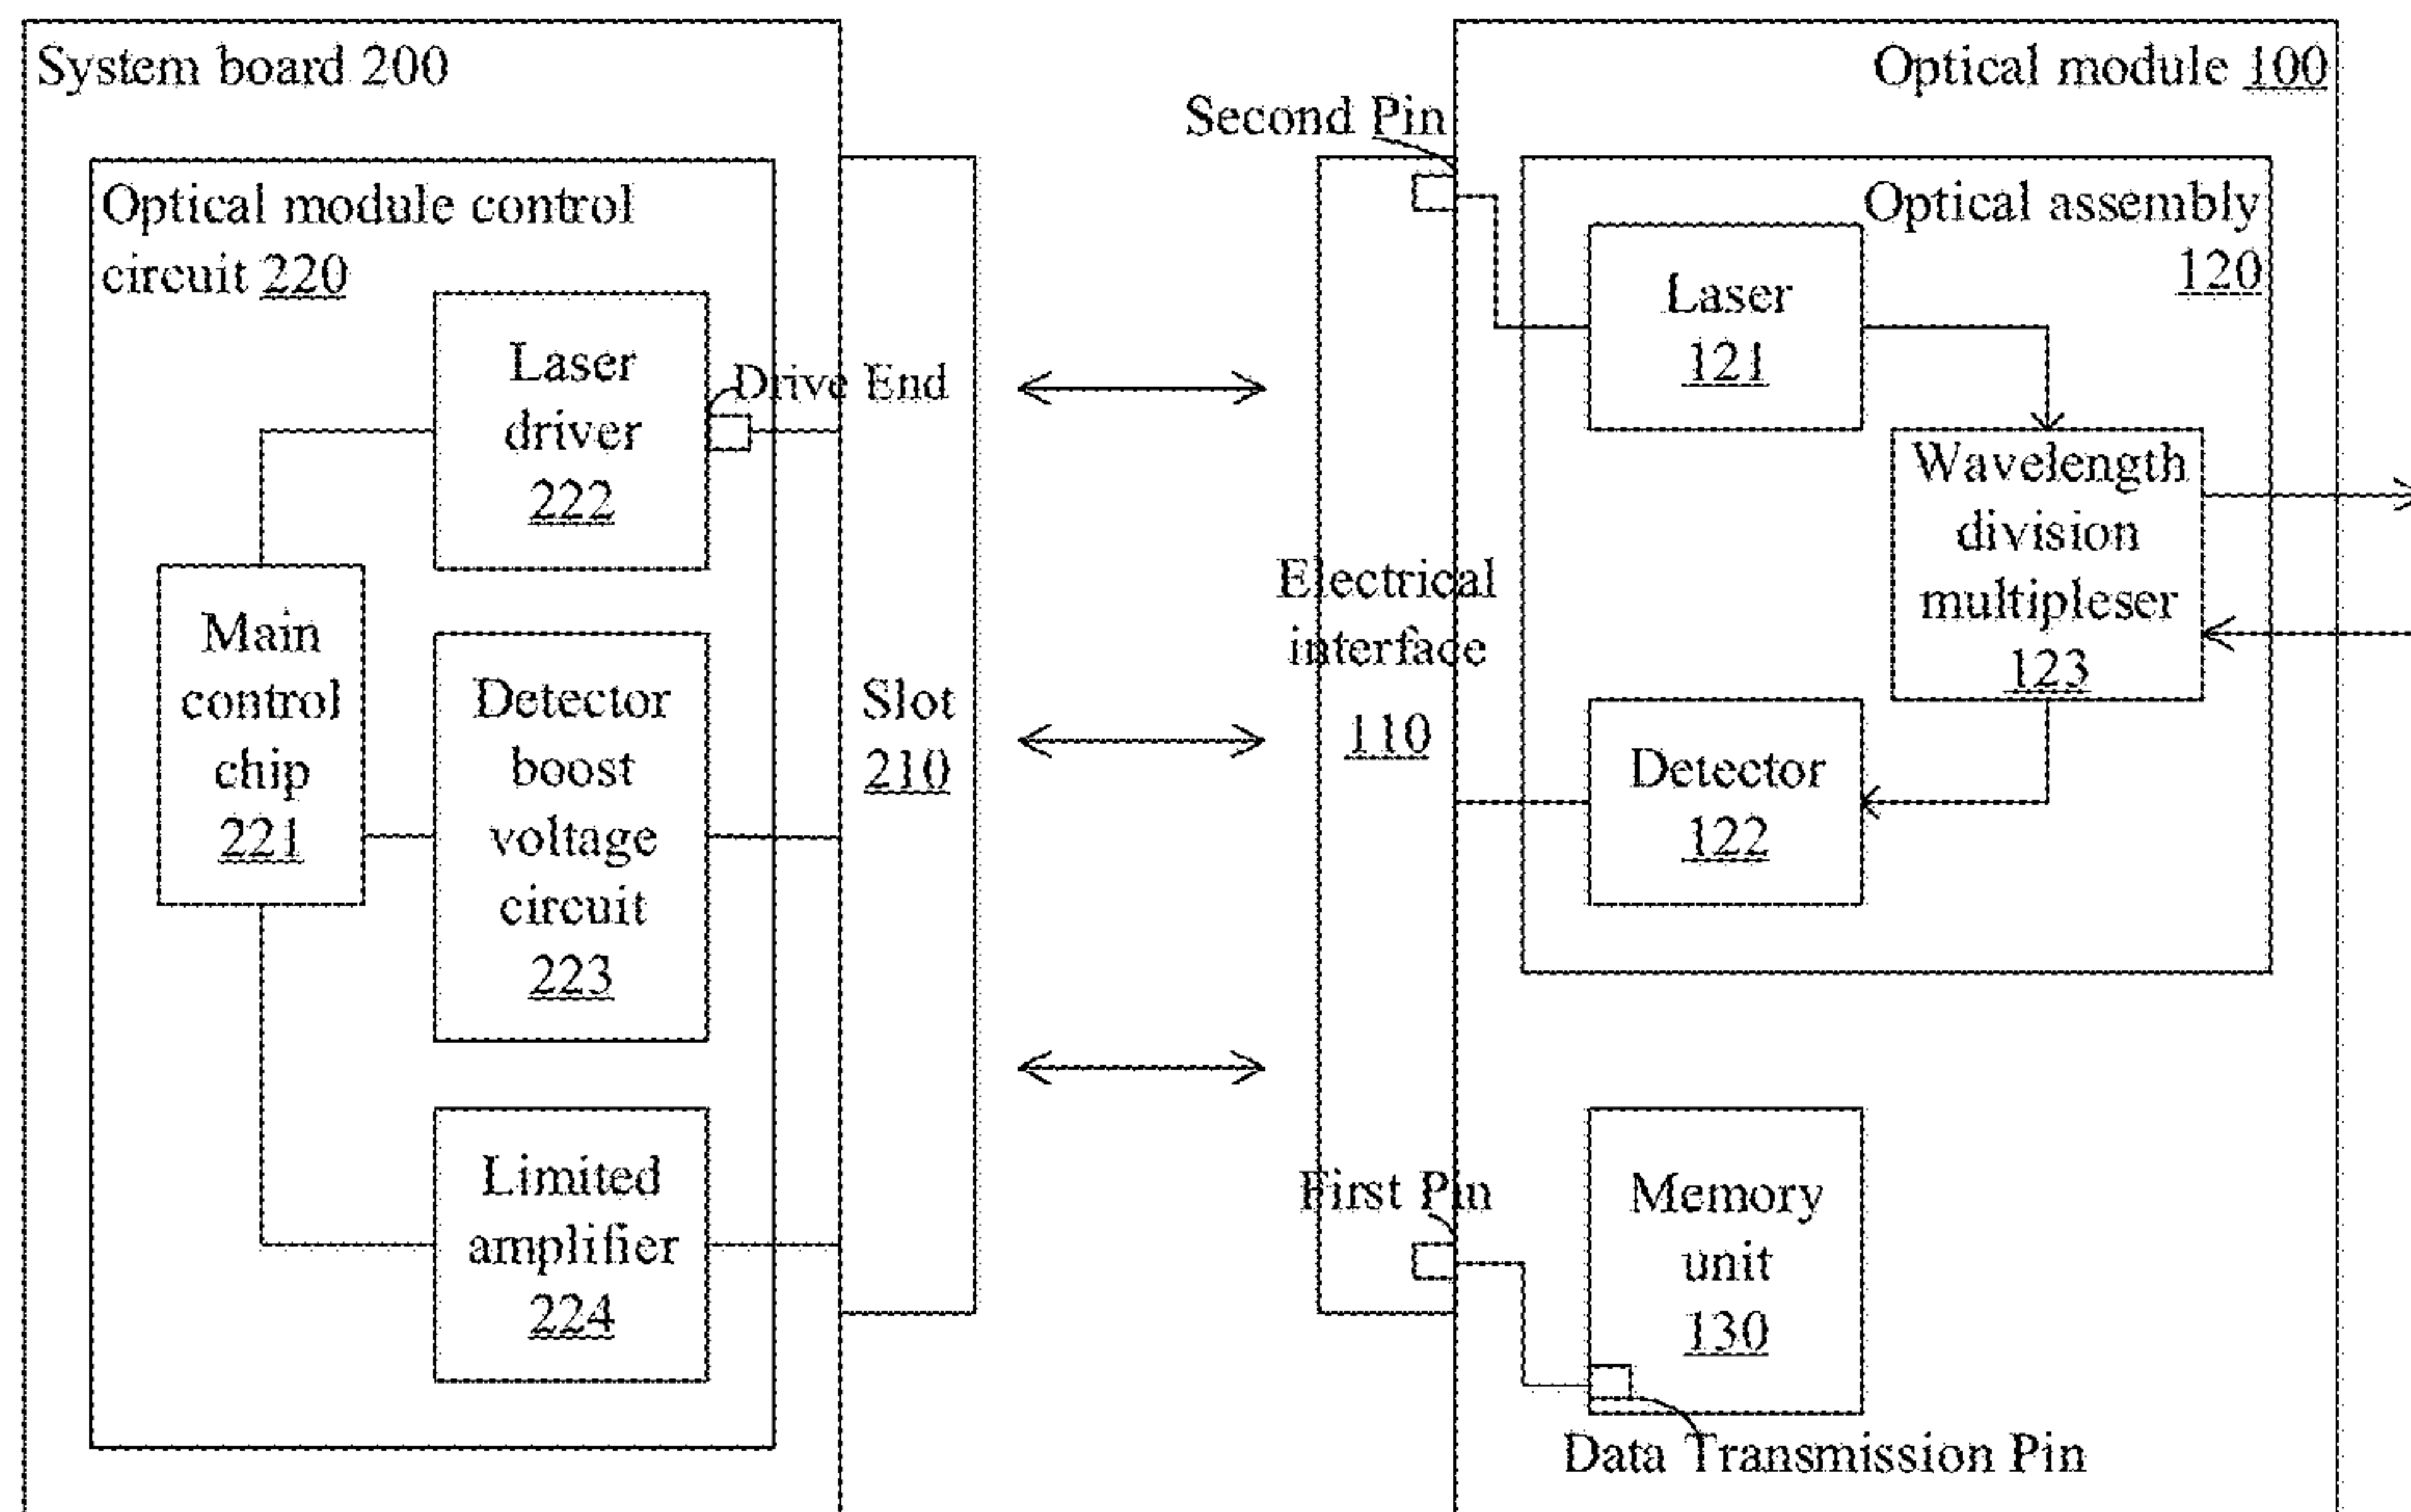 System board 200
Optical module control
circuit 220
Laser
driver
222
Drive End
Main
control
chip
221
Detector
boost
voltage
circuit
223
Limited
amplifier
224
Slot
210
Optical module 100
Second Pin
Optical assembly
120
Laser
121
Wavelength
division
multipleser
123
Electrical
interface
110
Detector
122
First Pin
Memory
unit
130
Data Transmission Pin